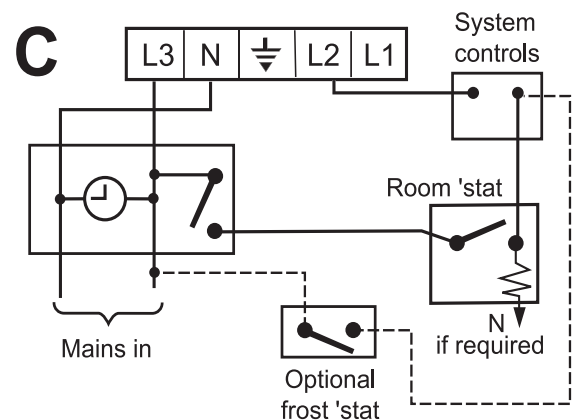 C
L3 N L2 L1
System
controls
Room 'stat
N
if required
Mains in
Optional
frost 'stat